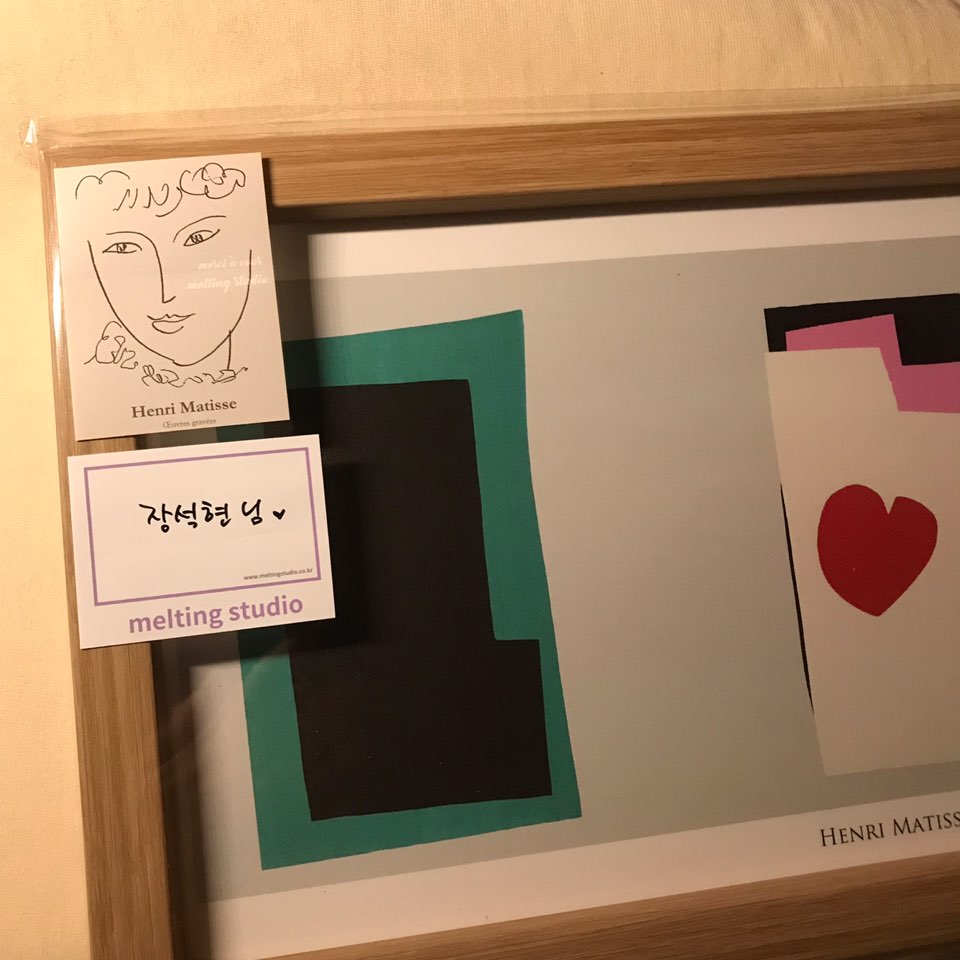 merci à vous
melting studio
Henri Matisse
Œuvres gravées
장석현 님
www.meltingstudio.co.kr
melting studio
HENRI MATISS